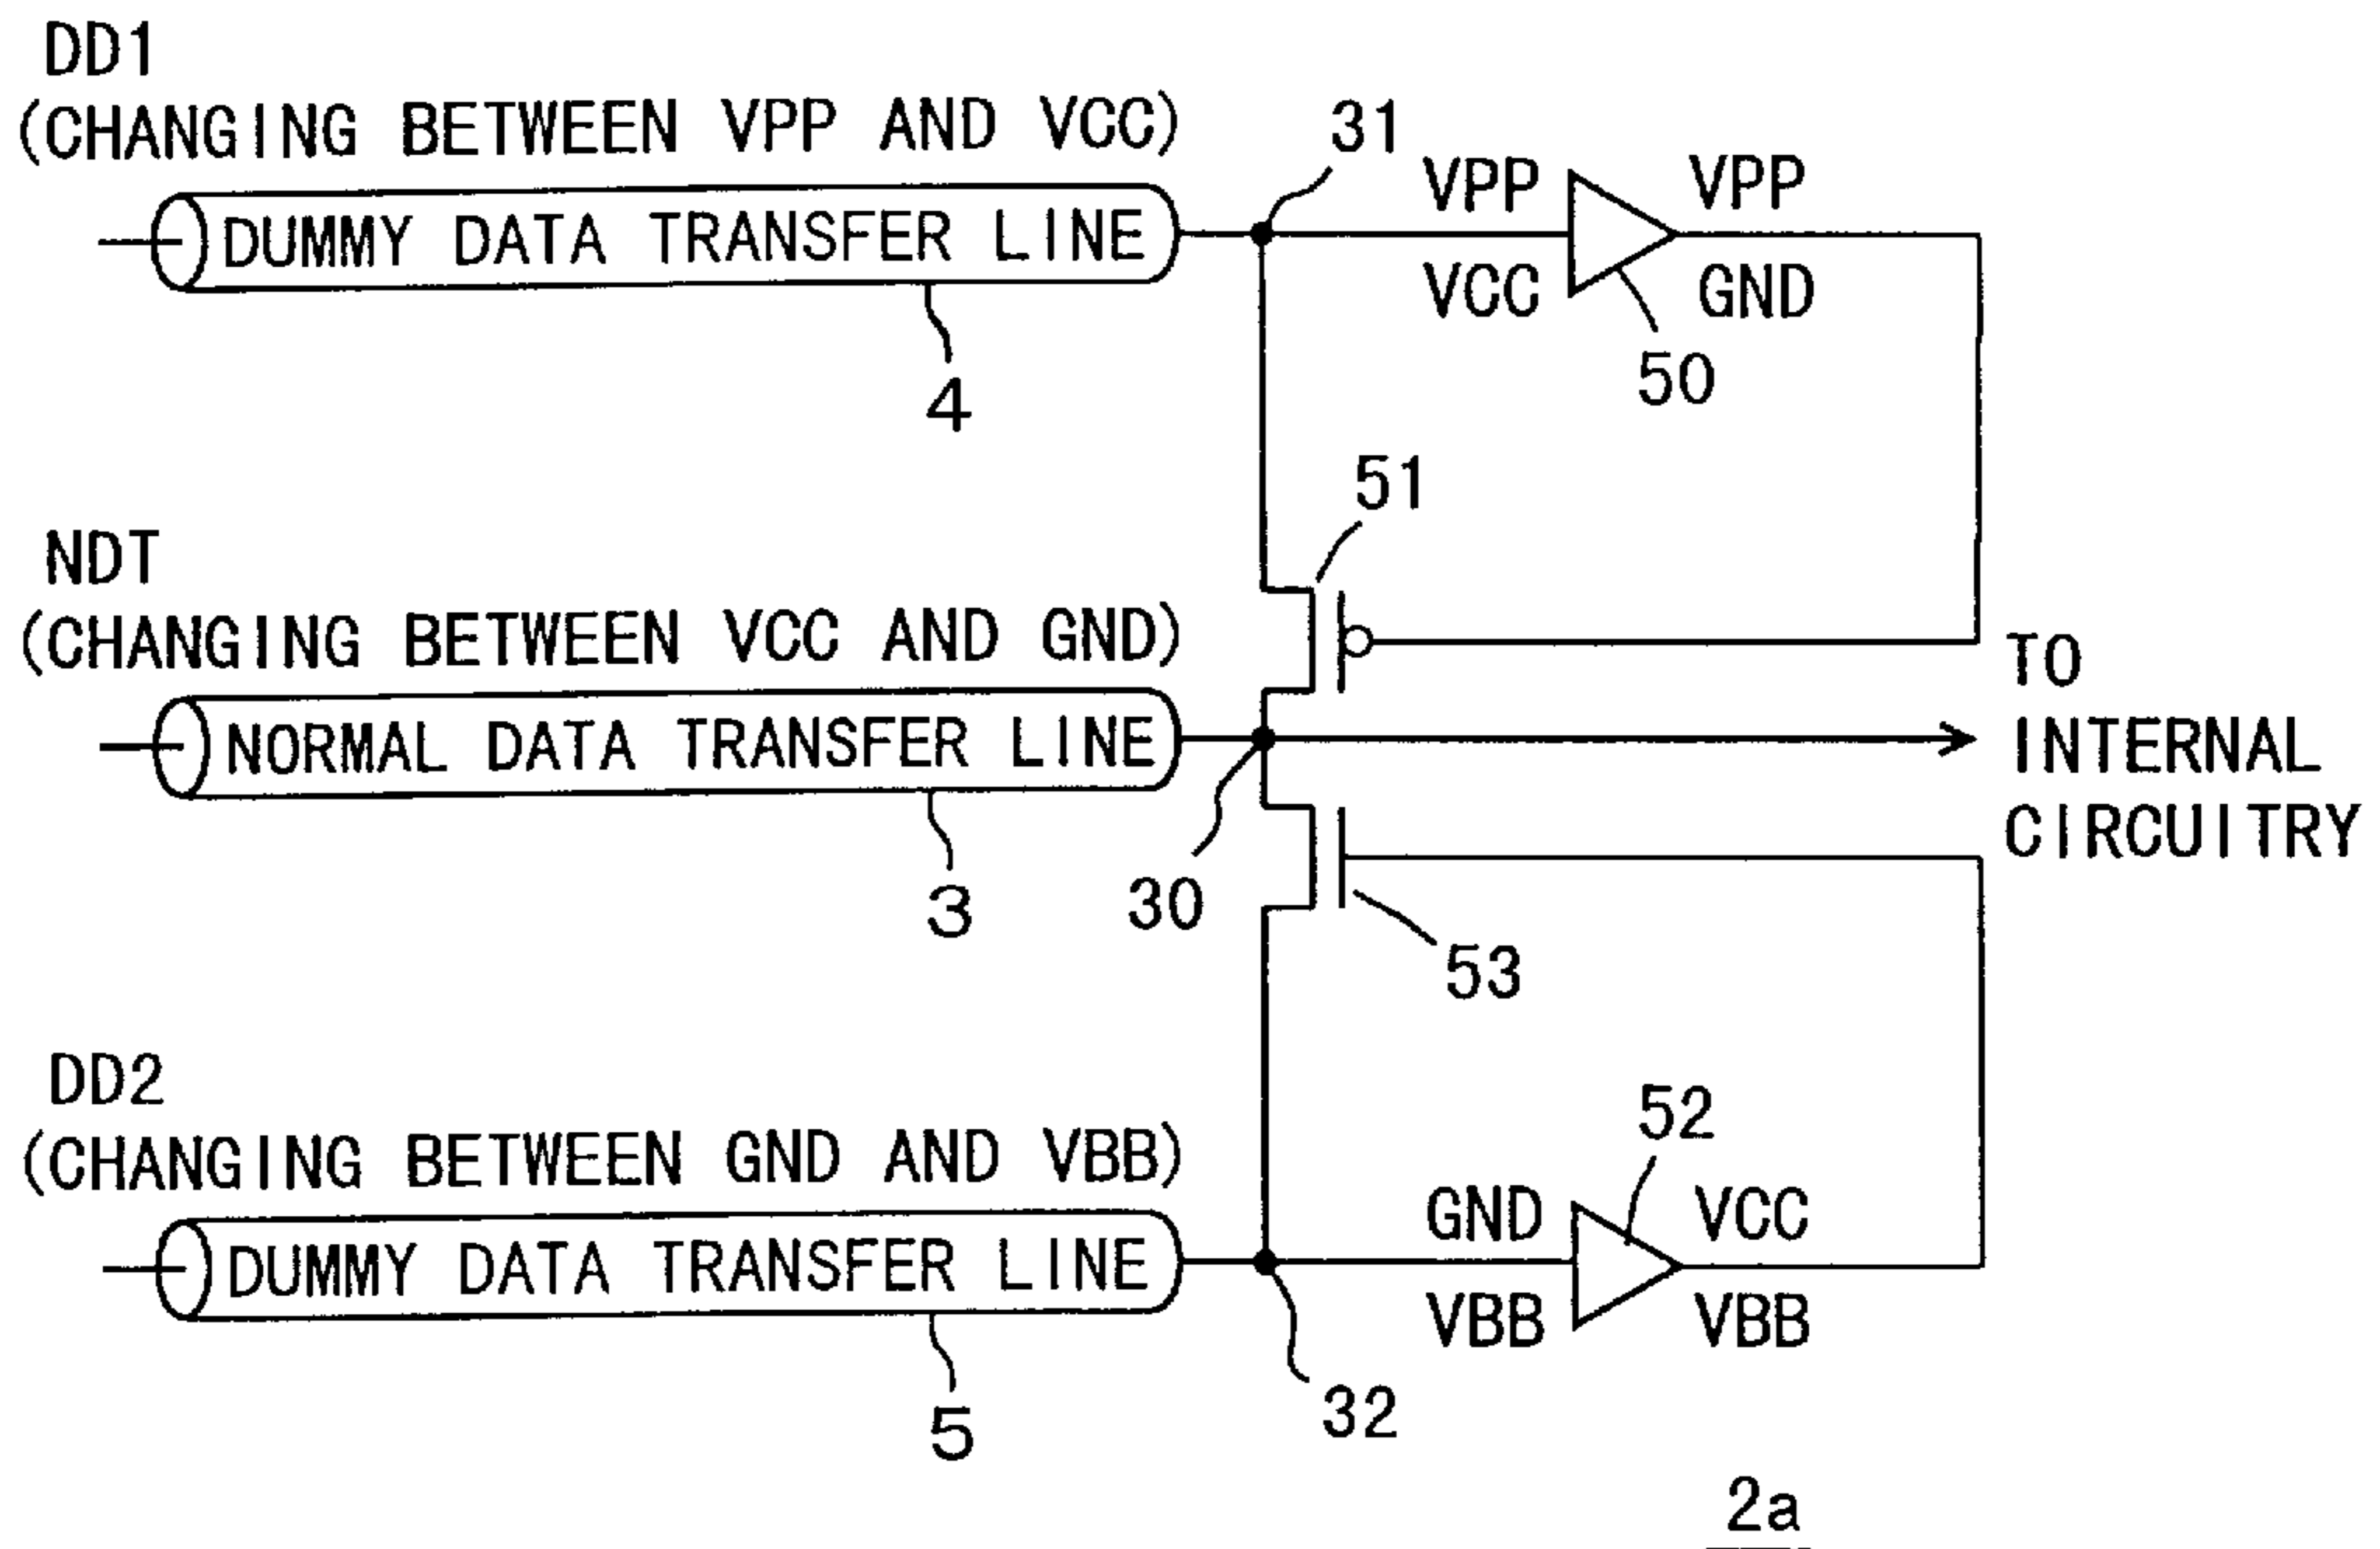 DD1
(CHANGING BETWEEN VPP AND VCC)
31
VPP
VPP
DUMMY DATA TRANSFER LINE
VCC
GND
50
4
51
NDT
(CHANGING BETWEEN VCC AND GND)
TO
INTERNAL
CIRCUITRY
NORMAL DATA TRANSFER LINE
3
30
53
DD2
(CHANGING BETWEEN GND AND VBB)
52
GND
VCC
DUMMY DATA TRANSFER LINE
VBB
VBB
5
32
2a